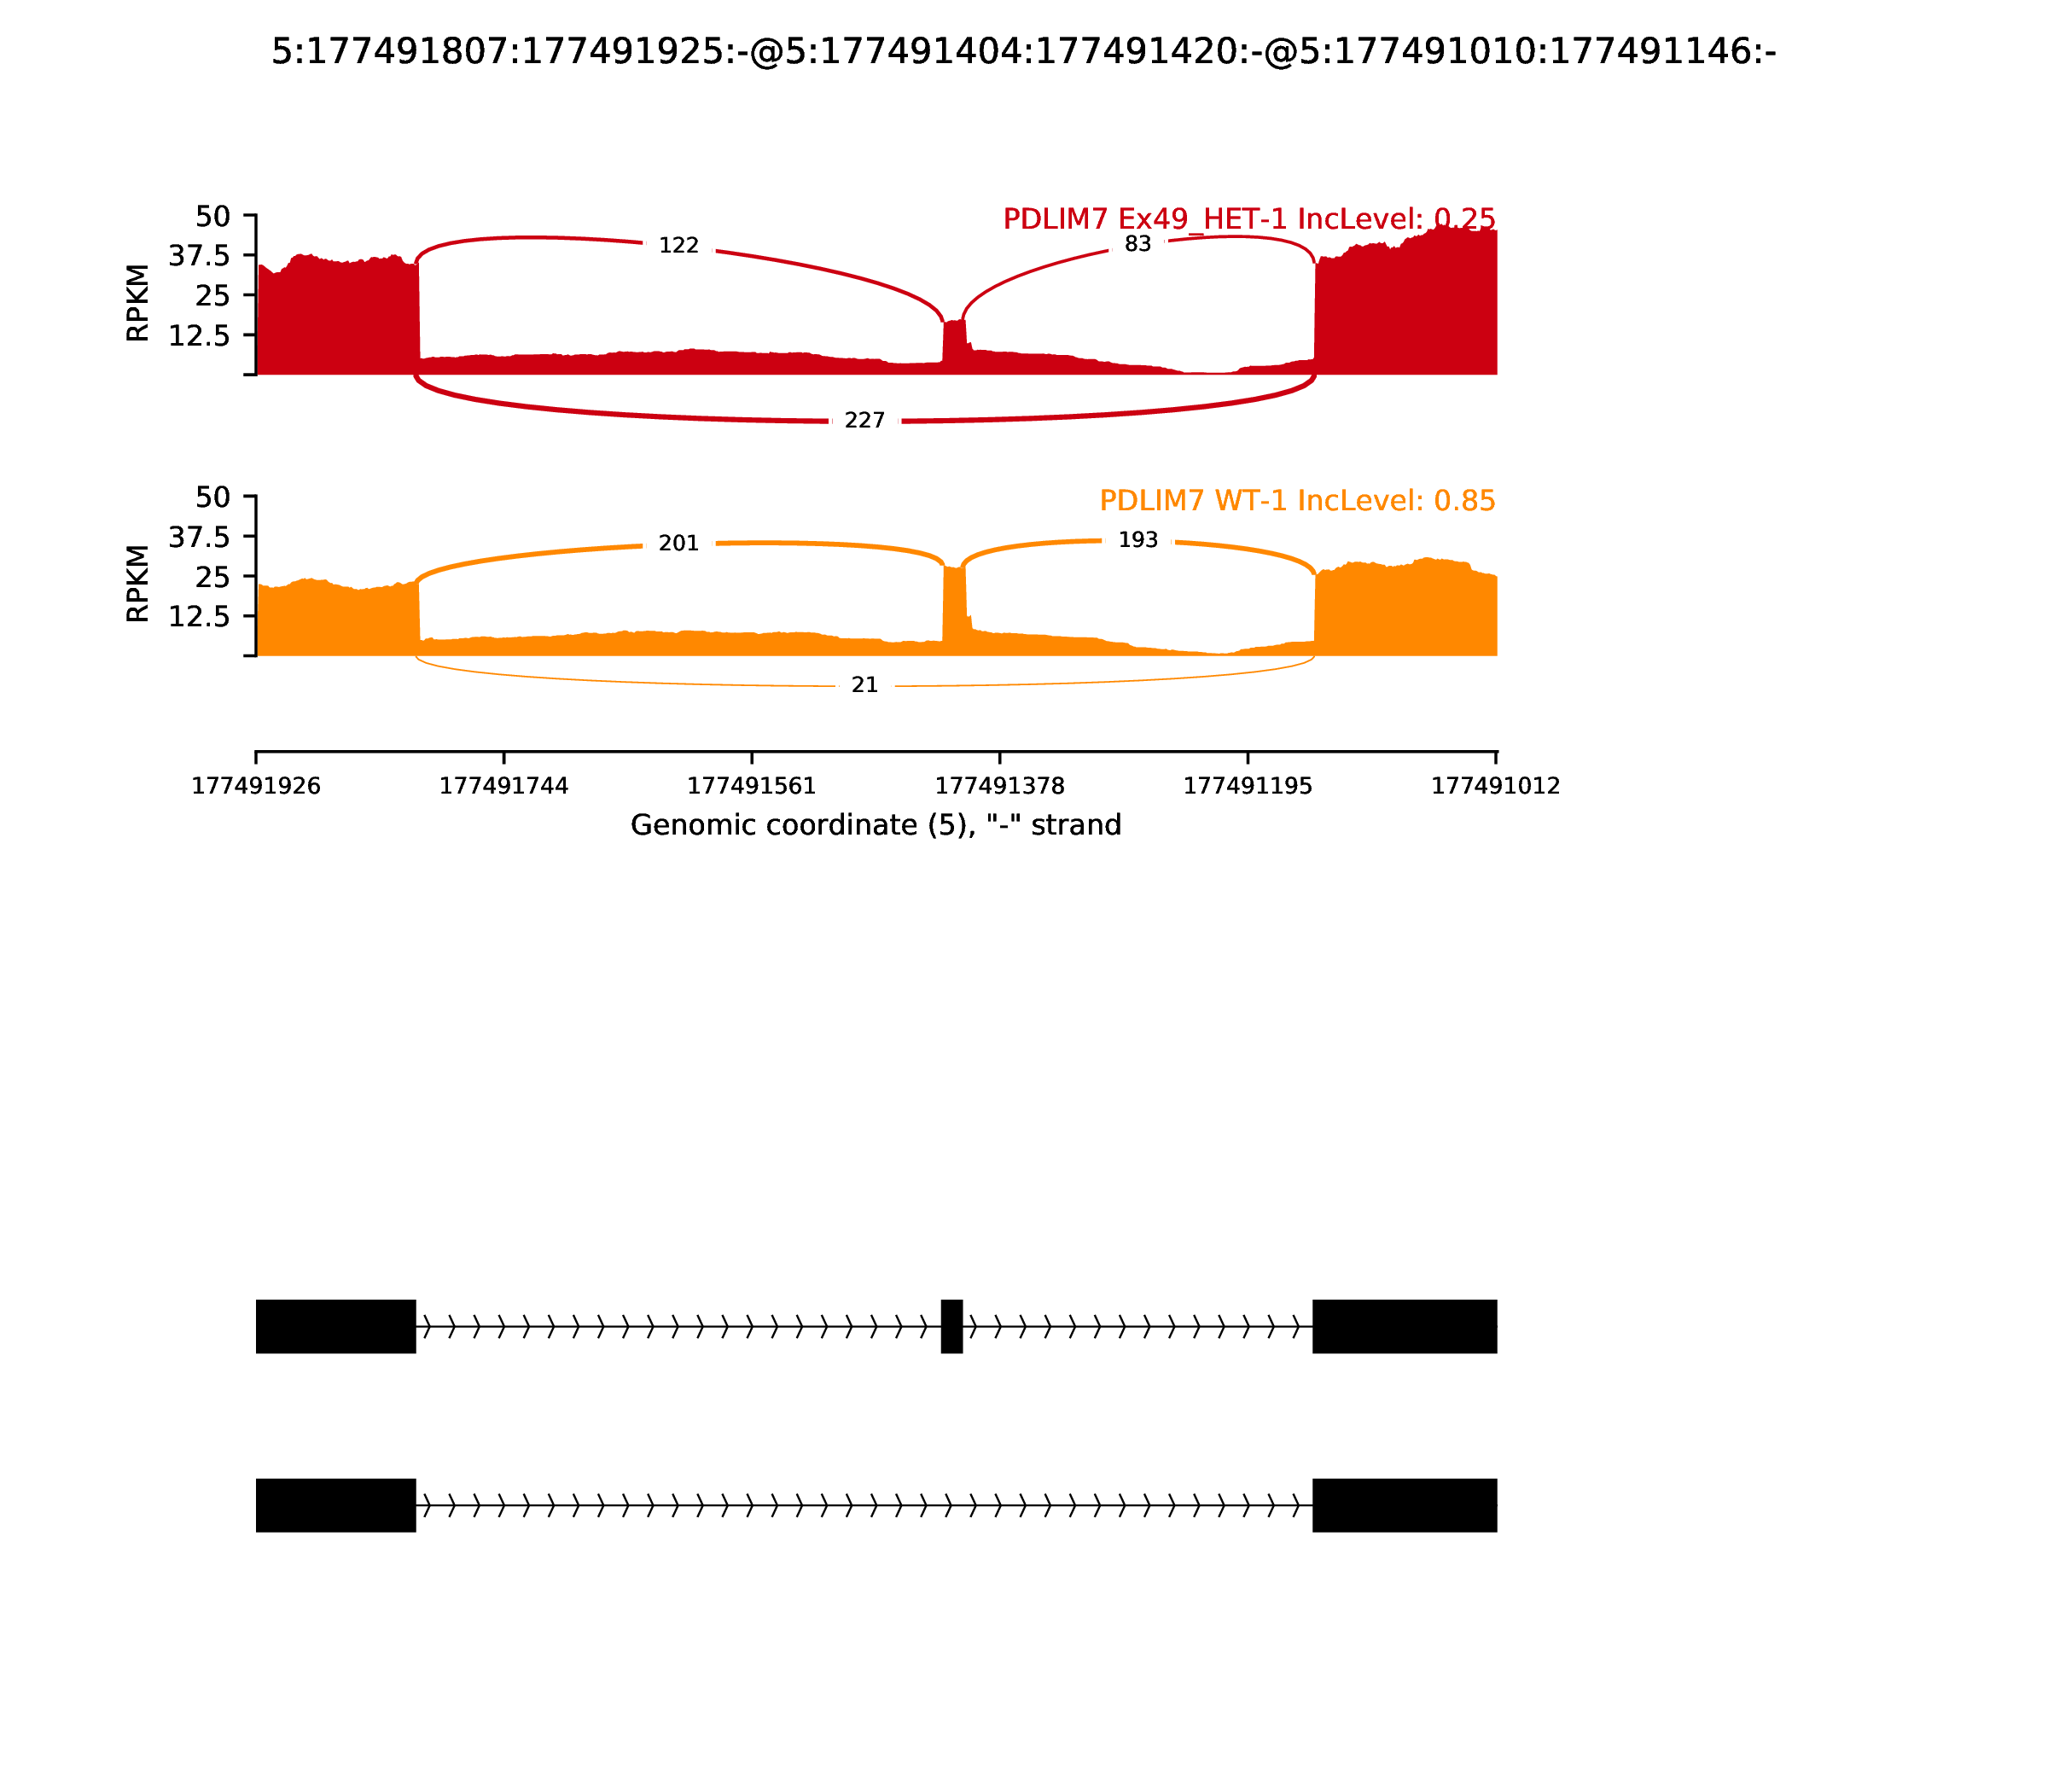 5:177491807:177491925:-@5:177491404:177491420:-@5:177491010:177491146:-
PDLIM7 Ex49_HET-1 IncLevel: 0.25
50
37.5
25
12.5
RPKM
122
83
227
PDLIM7 WT-1 IncLevel: 0.85
50
37.5
25
12.5
RPKM
201
193
21
177491926 177491744 177491561 177491378 177491195 177491012
Genomic coordinate (5), "-" strand